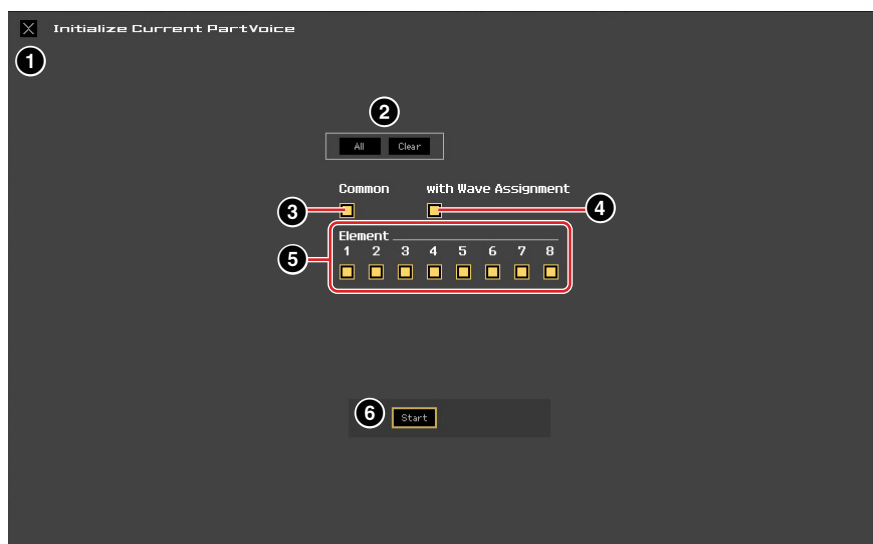 Initialize Current PartVoice
1
2
All Clear
Common with Wave Assignment
3
4
Element
5
1 2 3 4 5 6 7 8
6 Start